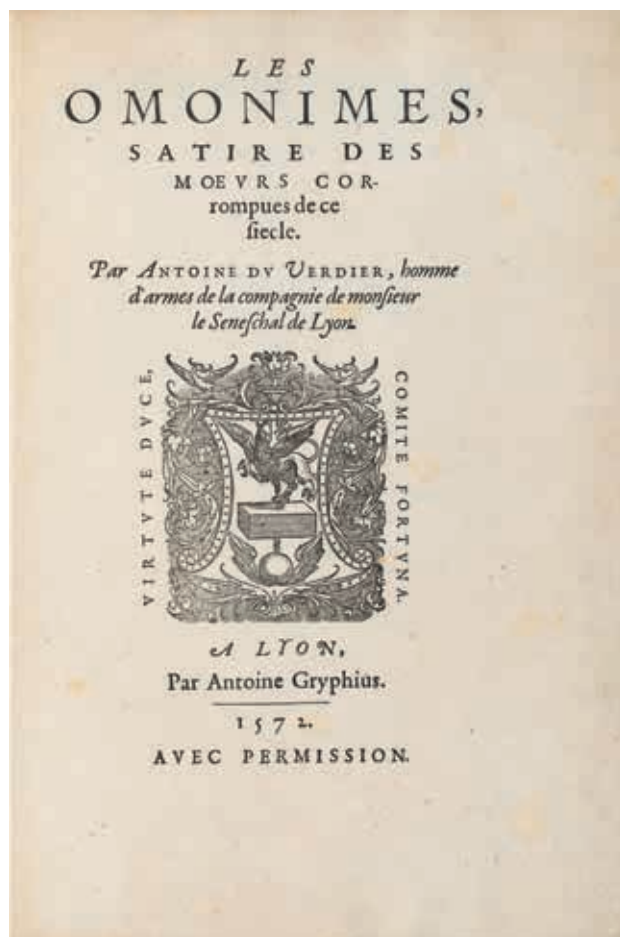 LES
OMONIMES,
SATIRE DES
MOEVRS COR-
rompues de ce
ſiecle.
Par ANTOINE DV VERDIER, homme
d'armes de la compagnie de monſieur
le Seneſchal de Lyon.
VIRTVTE DVCE,
COMITE FORTVNA.
A LYON,
Par Antoine Gryphius.
1572.
AVEC PERMISSION.